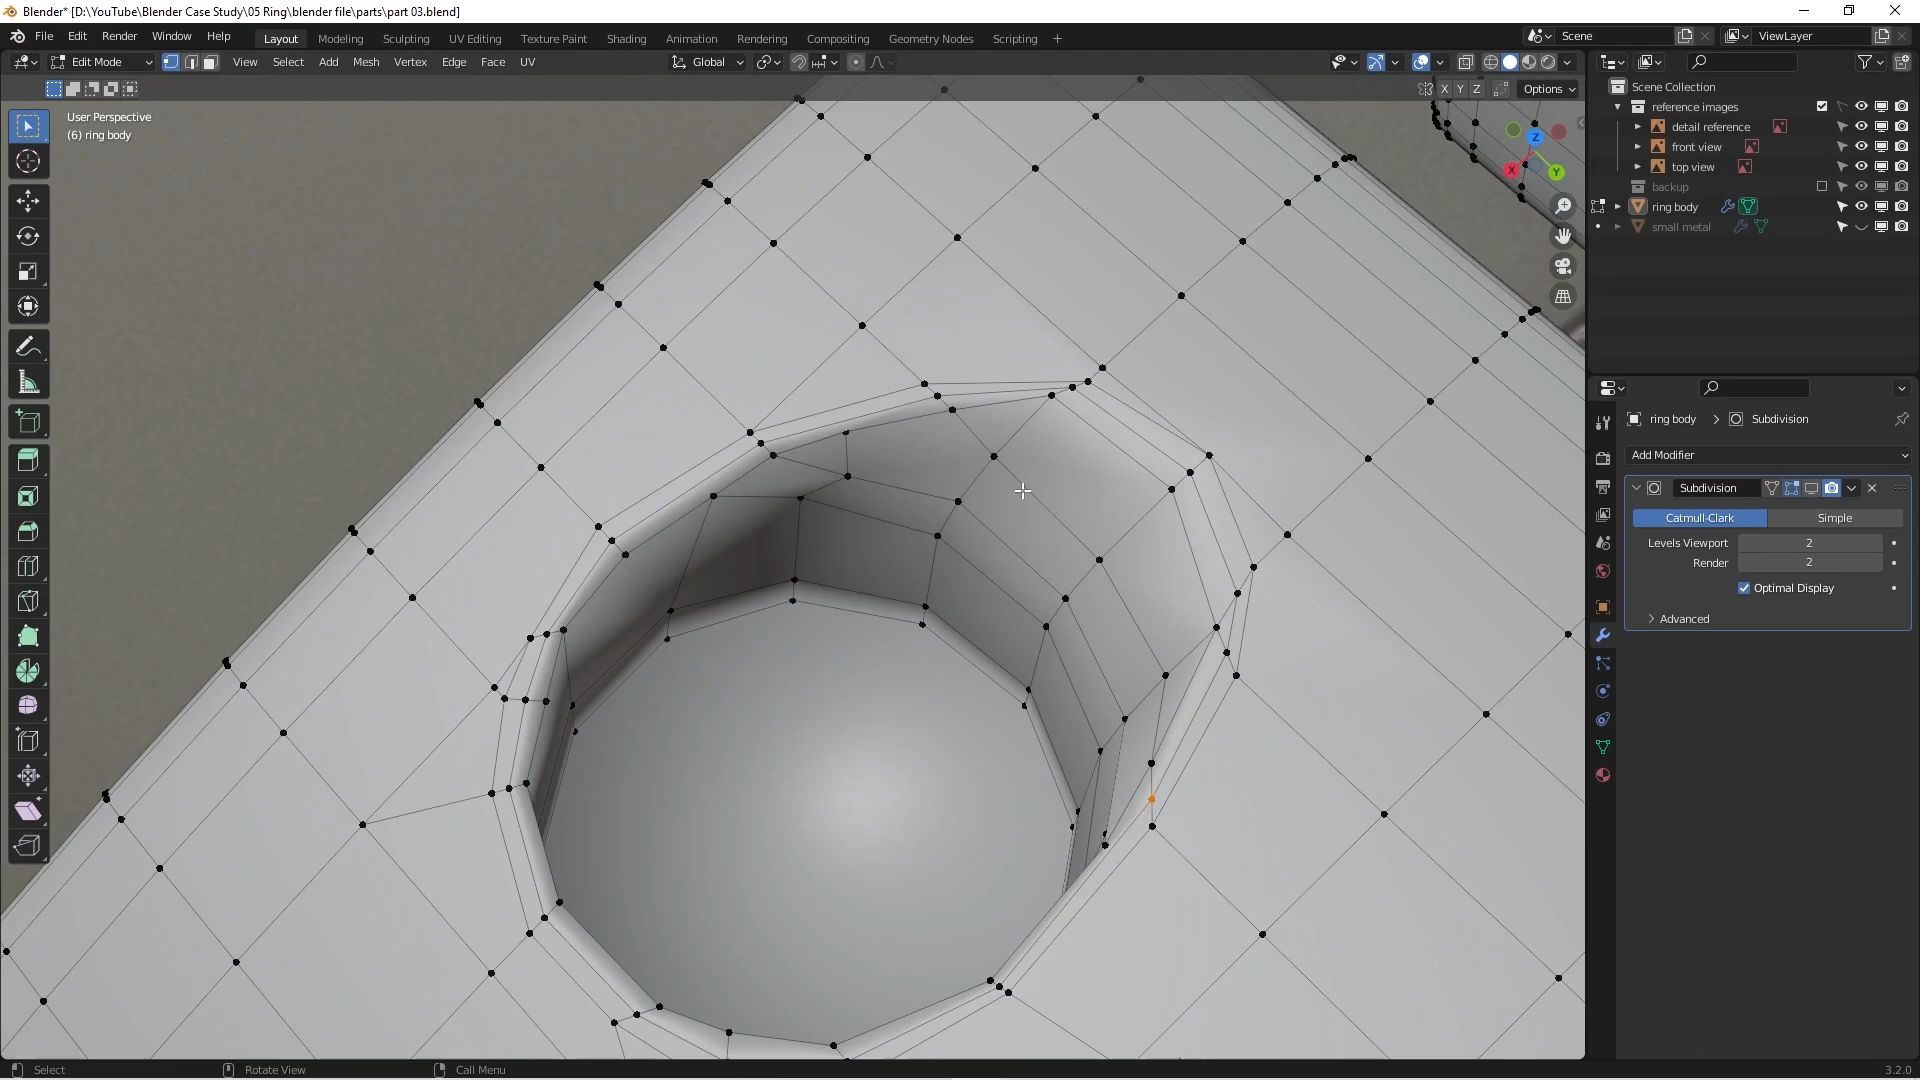 Blender* [D:\YouTube\Blender Case Study\05 Ring\blender file\parts\part 03.blend]
File Edit Render Window Help Layout Modeling Sculpting UV Editing Texture Paint Shading Animation Rendering Compositing Geometry Nodes Scripting + Scene ViewLayer
Edit Mode View Select Add Mesh Vertex Edge Face UV Global
X Y Z Options
User Perspective
(6) ring body
Z
X
Y
Scene Collection
reference images
detail reference
front view
top view
backup
ring body
small metal
ring body > Subdivision
Add Modifier
Subdivision
Catmull-Clark Simple
Levels Viewport 2
Render 2
Optimal Display
Advanced
Select Rotate View Call Menu 3.2.0